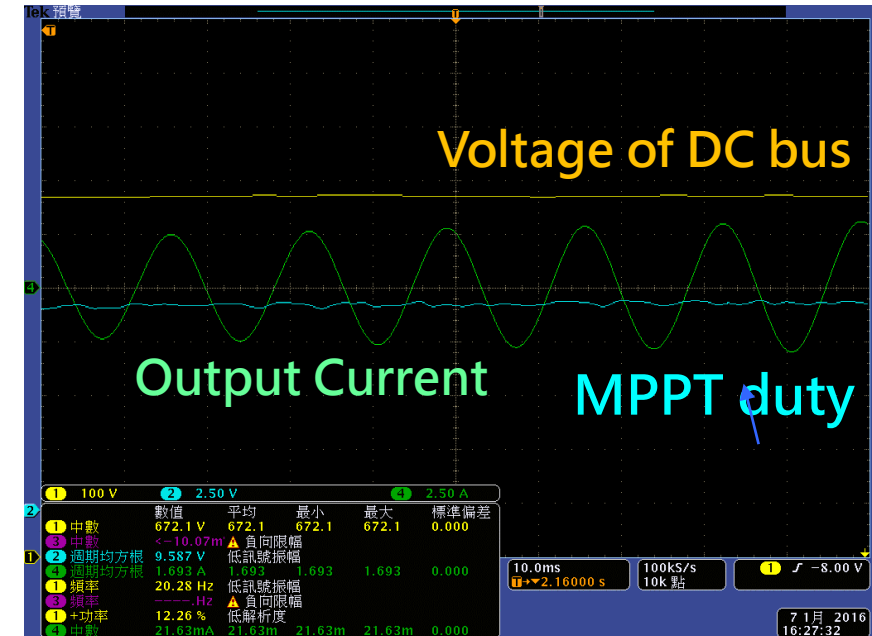 Tek 預覽
T
T
Voltage of DC bus
4
Output Current
MPPT duty
1 100 V 2 2.50 V 4 2.50 A
2
數值 平均 最小 最大 標準偏差
1 中數 672.1 V 672.1 672.1 672.1 0.000
3 中數 <-10.07m 負向限幅
1
2 週期均方根 9.587 V 低訊號振幅
4 週期均方根 1.693 A 1.693 1.693 1.693 0.000
1 頻率 20.28 Hz 低訊號振幅
3 頻率 ----.Hz 負向限幅
1 +功率 12.26 % 低解析度
4 中數 21.63mA 21.63m 21.63m 21.63m 0.000
10.0ms
T→▼2.16000 s
100kS/s
10k 點
1 ƒ -8.00 V
7 1月 2016
16:27:32